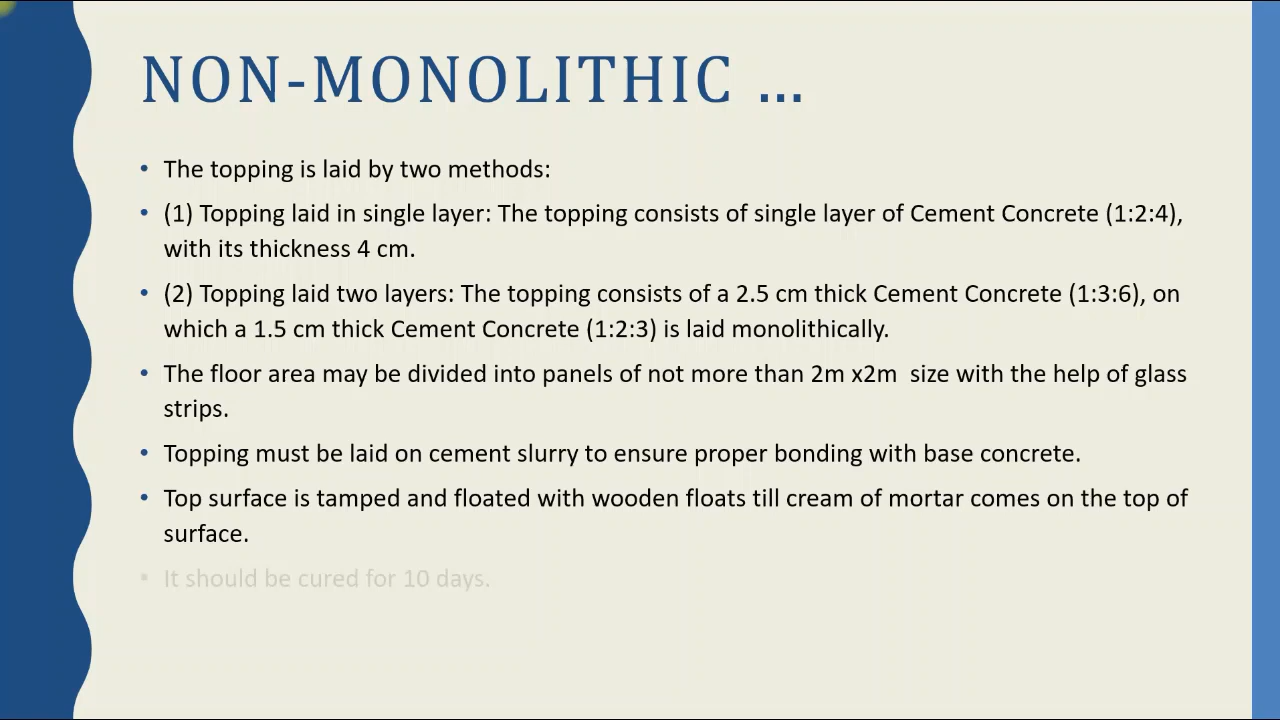 NON-MONOLITHIC ...
• The topping is laid by two methods:
• (1) Topping laid in single layer: The topping consists of single layer of Cement Concrete (1:2:4),
with its thickness 4 cm.
• (2) Topping laid two layers: The topping consists of a 2.5 cm thick Cement Concrete (1:3:6), on
which a 1.5 cm thick Cement Concrete (1:2:3) is laid monolithically.
• The floor area may be divided into panels of not more than 2m x2m  size with the help of glass
strips.
• Topping must be laid on cement slurry to ensure proper bonding with base concrete.
• Top surface is tamped and floated with wooden floats till cream of mortar comes on the top of
surface.
• It should be cured for 10 days.